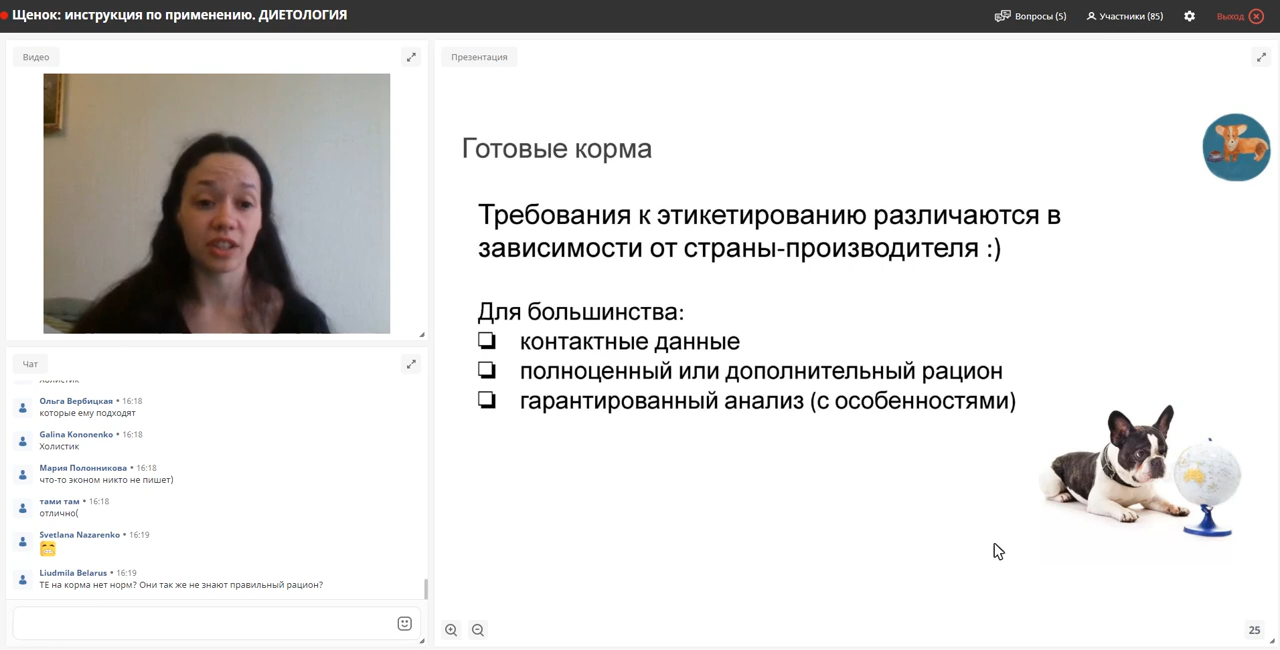 Щенок: инструкция по применению. ДИЕТОЛОГИЯ
Вопросы (5)
Участники (85)
Выход
Видео
Чат
холистик
Ольга Вербицкая • 16:18
которые ему подходят
Galina Kononenko • 16:18
Холистик
Мария Полонникова • 16:18
что-то эконом никто не пишет)
тами там • 16:18
отлично(
Svetlana Nazarenko • 16:19
Liudmila Belarus • 16:19
ТЕ на корма нет норм? Они так же не знают правильный рацион?
Презентация
Готовые корма
Требования к этикетированию различаются в
зависимости от страны-производителя :)
Для большинства:
контактные данные
полноценный или дополнительный рацион
гарантированный анализ (с особенностями)
25